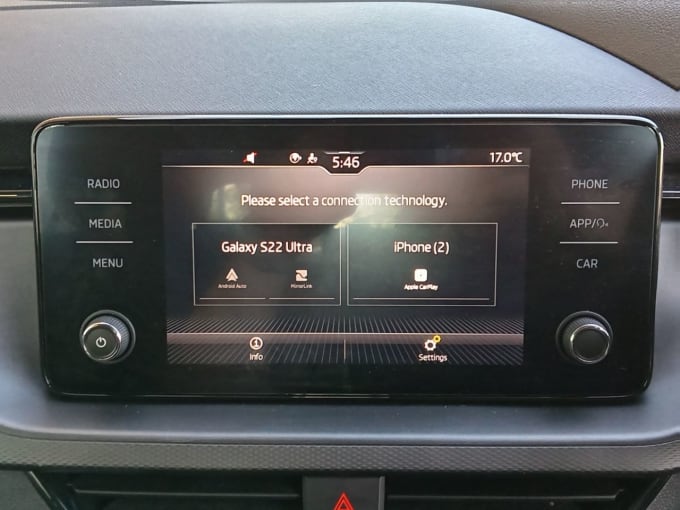 5:46
17.0°C
RADIO
MEDIA
MENU
Please select a connection technology.
Galaxy S22 Ultra
Android Auto
MirrorLink
iPhone (2)
Apple CarPlay
Info
Settings
PHONE
APP/
CAR